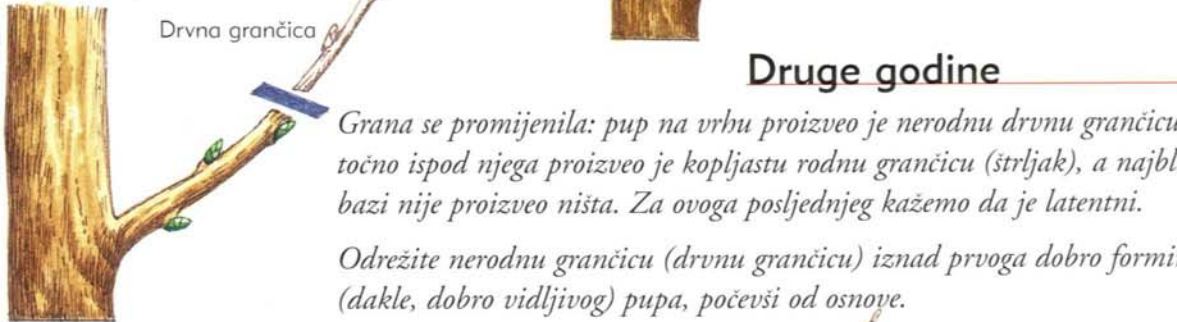 Drvna grančica
Druge godine
Grana se promijenila: pup na vrhu proizveo je nerodnu drvnu grančicu
točno ispod njega proizveo je kopljastu rodnu grančicu (štrljak), a
bazi nije proizveo ništa. Za ovoga posljednjeg kažemo da je latentni.
Odrežite nerodnu grančicu (drvnu grančicu) iznad prvoga dobro
(dakle, dobro vidljivog) pupa, počevši od osnove.